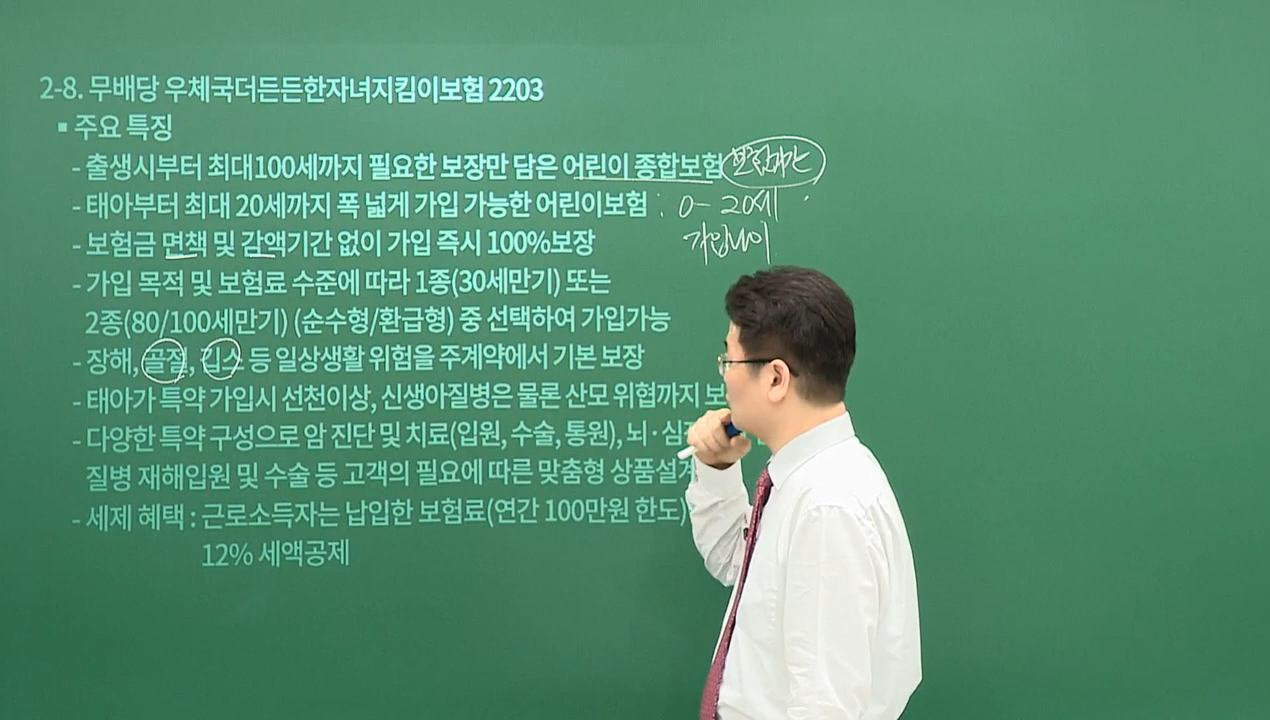 2-8. 무배당 우체국더든든한자녀지킴이보험 2203
▪ 주요 특징
- 출생시부터 최대100세까지 필요한 보장만 담은 어린이 종합보험 보험기간
- 태아부터 최대 20세까지 폭 넓게 가입 가능한 어린이보험 : 0 - 20세
- 보험금 면책 및 감액기간 없이 가입 즉시 100%보장 가입나이
- 가입 목적 및 보험료 수준에 따라 1종(30세만기) 또는
2종(80/100세만기) (순수형/환급형) 중 선택하여 가입가능
- 장해, 골절, 깁스 등 일상생활 위험을 주계약에서 기본 보장
- 태아가 특약 가입시 선천이상, 신생아질병은 물론 산모 위험까지 보
- 다양한 특약 구성으로 암 진단 및 치료(입원, 수술, 통원), 뇌·심
질병 재해입원 및 수술 등 고객의 필요에 따른 맞춤형 상품설계
- 세제 혜택 : 근로소득자는 납입한 보험료(연간 100만원 한도)
12% 세액공제